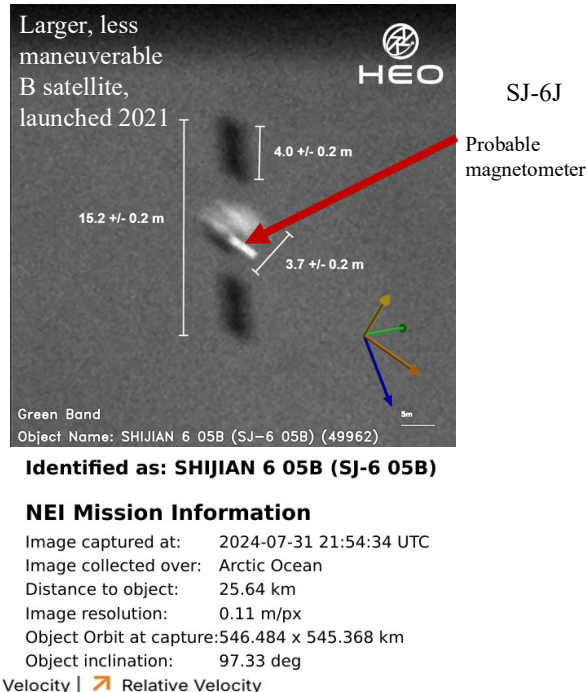 Larger, less
maneuverable
B satellite,
launched 2021
HEO
SJ-6J
Probable
magnetometer
4.0 +/- 0.2 m
15.2 +/- 0.2 m
3.7 +/- 0.2 m
5m
Green Band
Object Name: SHIJIAN 6 05B (SJ-6 05B) (49962)
Identified as: SHIJIAN 6 05B (SJ-6 05B)
NEI Mission Information
Image captured at: 2024-07-31 21:54:34 UTC
Image collected over: Arctic Ocean
Distance to object: 25.64 km
Image resolution: 0.11 m/px
Object Orbit at capture:546.484 x 545.368 km
Object inclination: 97.33 deg
Velocity | Relative Velocity